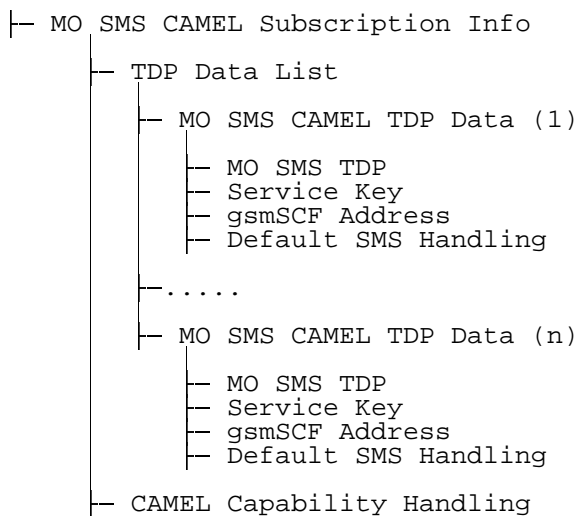 MO SMS CAMEL Subscription Info
TDP Data List
MO SMS CAMEL TDP Data (1)
MO SMS TDP
Service Key
gsmSCF Address
Default SMS Handling
.....
MO SMS CAMEL TDP Data (n)
MO SMS TDP
Service Key
gsmSCF Address
Default SMS Handling
CAMEL Capability Handling